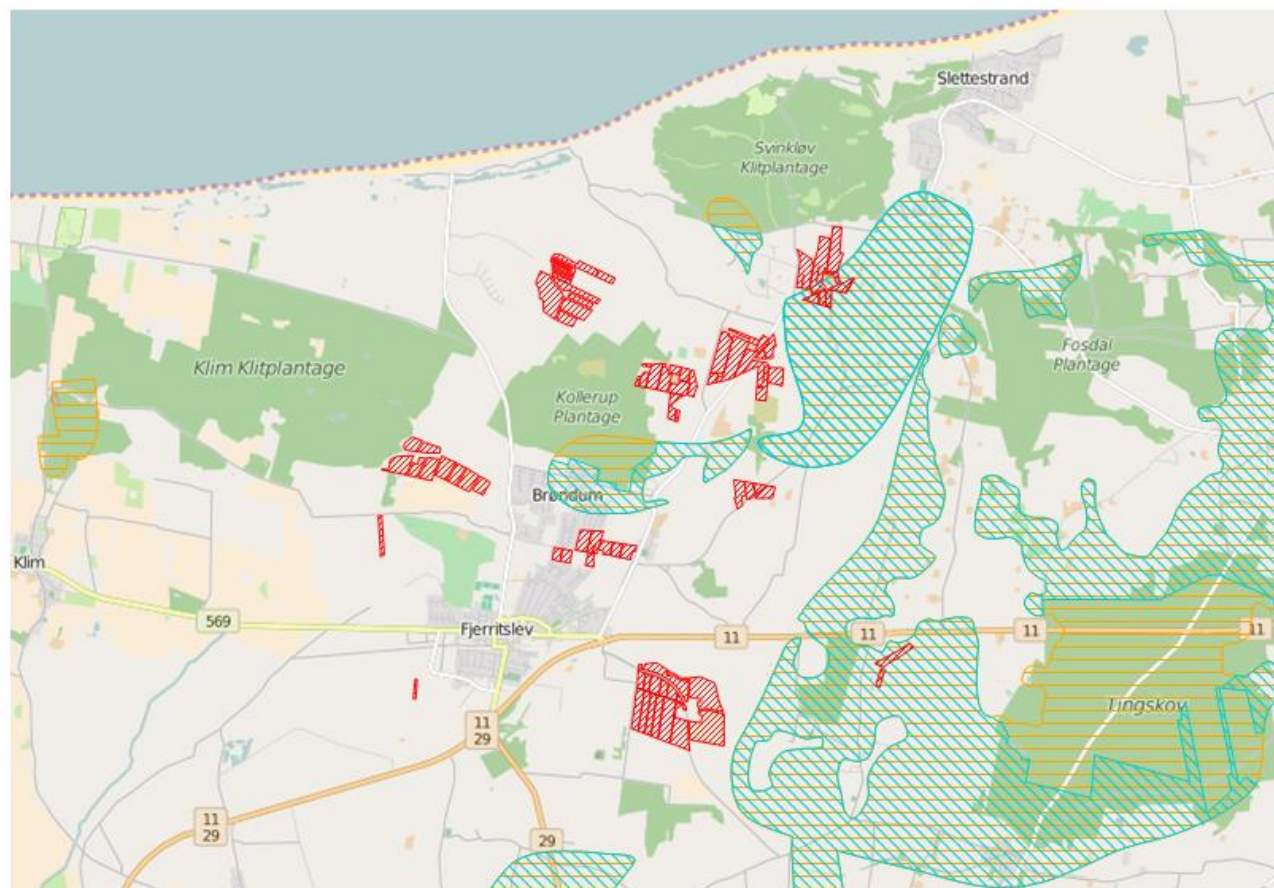 Slettestrand
Svinkløv
Klitplantage
Klim Klitplantage
Kollerup
Plantage
Fosdal
Plantage
Brøndum
Klim
569
Fjerritslev
11
11
11
11
Lingskov
11
29
11
29
29